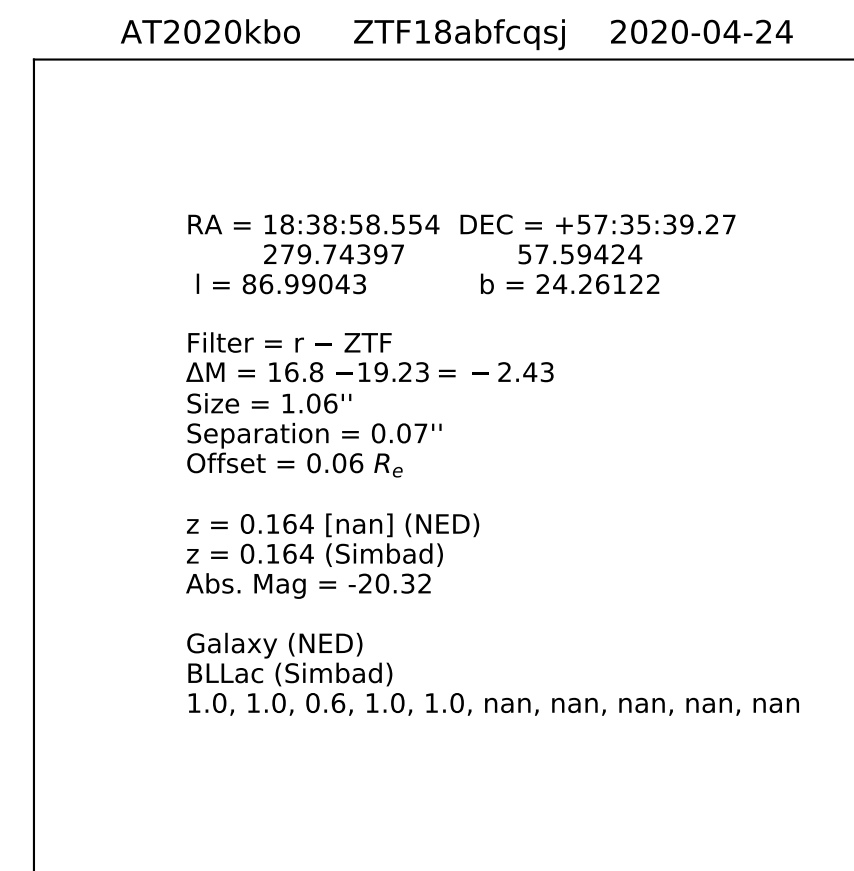 AT2020kbo ZTF18abfcqsj 2020-04-24
RA = 18:38:58.554 DEC = +57:35:39.27
279.74397 57.59424
l = 86.99043 b = 24.26122
Filter = r − ZTF
ΔM = 16.8 −19.23 = − 2.43
Size = 1.06''
Separation = 0.07''
Offset = 0.06 Re
z = 0.164 [nan] (NED)
z = 0.164 (Simbad)
Abs. Mag = -20.32
Galaxy (NED)
BLLac (Simbad)
1.0, 1.0, 0.6, 1.0, 1.0, nan, nan, nan, nan, nan